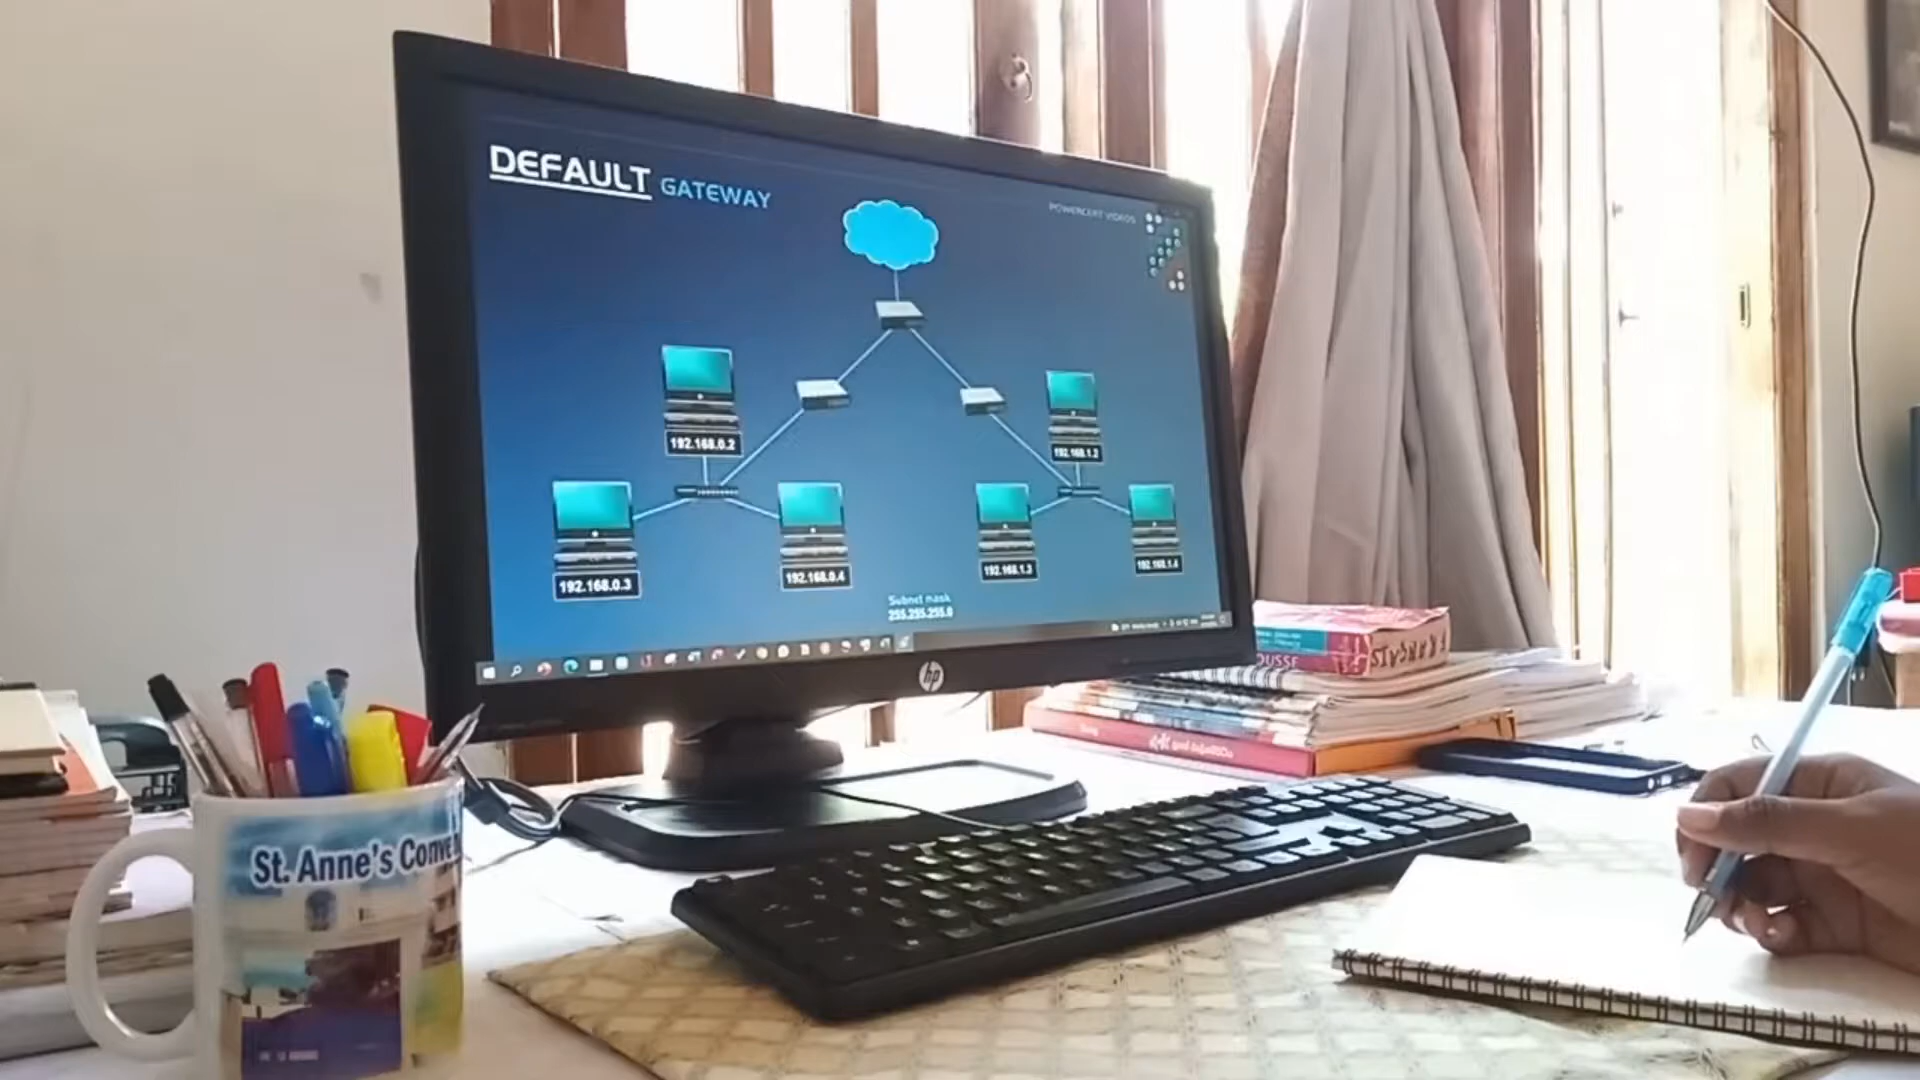 DEFAULT GATEWAY
POWERCERT VIDEOS
192.168.0.2
192.168.1.2
192.168.0.3
192.168.0.4
192.168.1.3
192.168.1.4
Subnet mask
255.255.255.0
hp
OUSSE
St. Anne's Conve